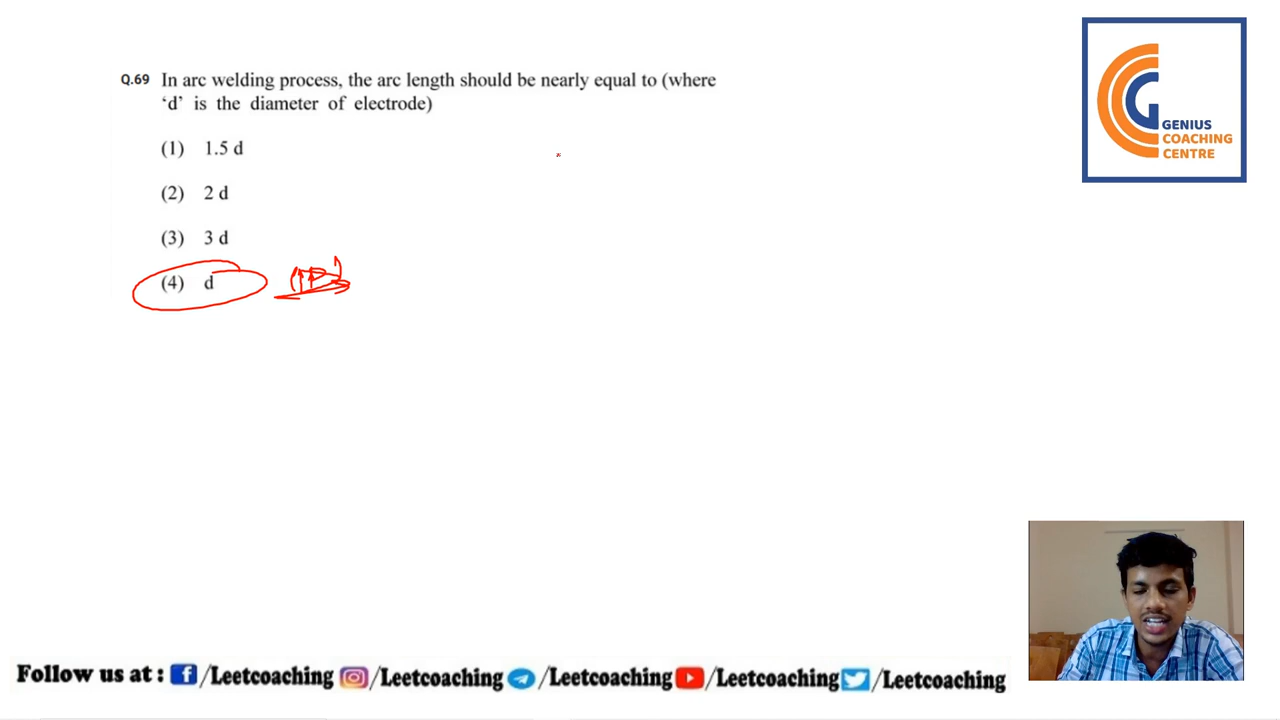 Q.69 In arc welding process, the arc length should be nearly equal to (where
‘d’ is the diameter of electrode)
(1) 1.5 d
(2) 2 d
(3) 3 d
(4) d
GENIUS
COACHING
CENTRE
Follow us at : /Leetcoaching /Leetcoaching /Leetcoaching /Leetcoaching /Leetcoaching